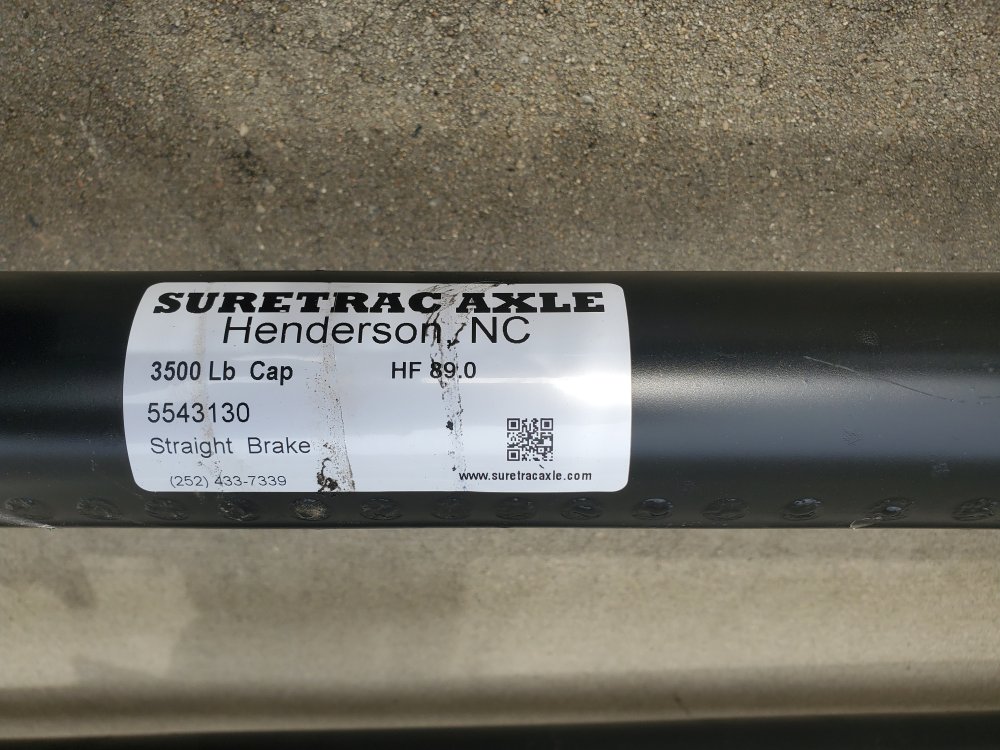 SURETRAC AXLE
Henderson, NC
3500 Lb Cap HF 89.0
5543130
Straight Brake
(252) 433-7339 www.suretracaxle.com